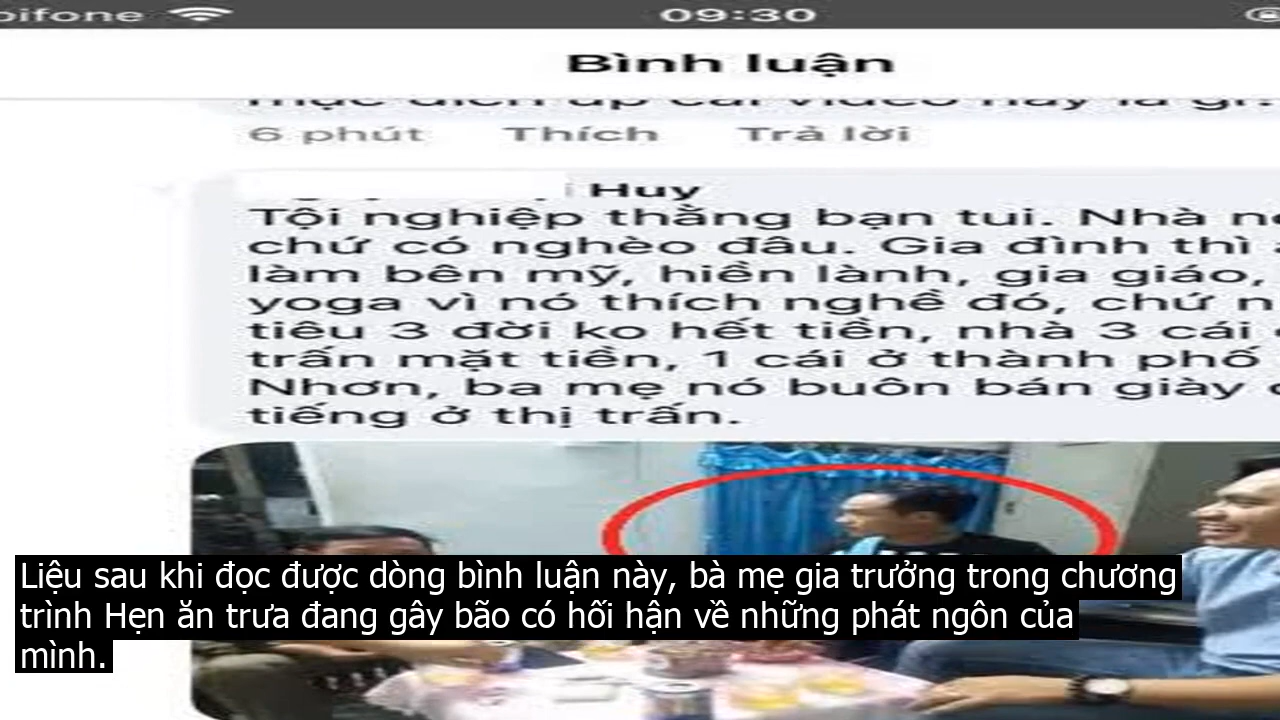 09:30
Bình luận
6 phút Thích Trả lời
Huy
Tội nghiệp thằng bạn tui. Nhà
chứ có nghèo đâu. Gia đình thì
làm bên mỹ, hiền lành, gia giáo,
yoga vì nó thích nghề đó, chứ
tiêu 3 đời ko hết tiền, nhà 3 cái
trấn mặt tiền, 1 cái ở thành phố
Nhơn, ba mẹ nó buôn bán giày
tiếng ở thị trấn.
Liệu sau khi đọc được dòng bình luận này, bà mẹ gia trưởng trong chương
trình Hẹn ăn trưa đang gây bão có hối hận về những phát ngôn của
mình.